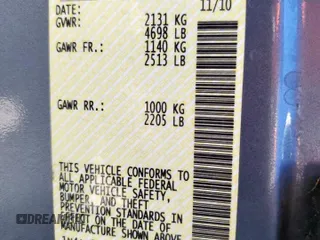 DATE: 11/10
GVWR: 2131 KG
4698 LB
GAWR FR.: 1140 KG
2513 LB
GAWR RR.: 1000 KG
2205 LB
THIS VEHICLE CONFORMS TO
ALL APPLICABLE FEDERAL
MOTOR VEHICLE SAFETY,
BUMPER, AND THEFT
PREVENTION STANDARDS IN
EFFECT ON THE DATE OF
MANUFACTURE SHOWN ABOVE.